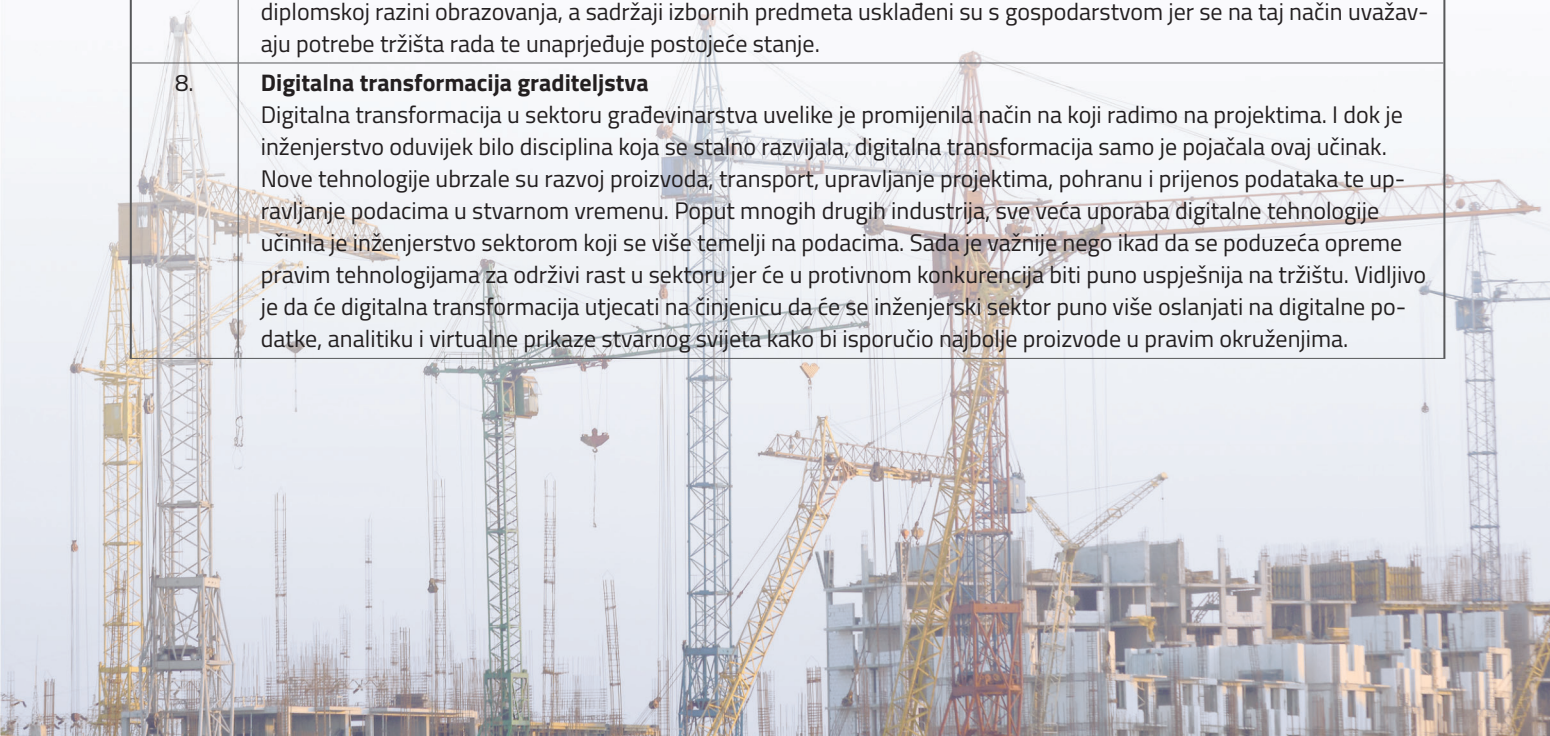 diplomskoj razini obrazovanja, a sadržaji izbornih predmeta usklađeni su s gospodarstvom jer se na taj način uvažav-
aju potrebe tržišta rada te unaprjeđuje postojeće stanje.
8. Digitalna transformacija graditeljstva
Digitalna transformacija u sektoru građevinarstva uvelike je promijenila način na koji radimo na projektima. I dok je
inženjerstvo oduvijek bilo disciplina koja se stalno razvijala, digitalna transformacija samo je pojačala ovaj učinak.
Nove tehnologije ubrzale su razvoj proizvoda, transport, upravljanje projektima, pohranu i prijenos podataka te up-
ravljanje podacima u stvarnom vremenu. Poput mnogih drugih industrija, sve veća uporaba digitalne tehnologije
učinila je inženjerstvo sektorom koji se više temelji na podacima. Sada je važnije nego ikad da se poduzeća opreme
pravim tehnologijama za održivi rast u sektoru jer će u protivnom konkurencija biti puno uspješnija na tržištu. Vidljivo
je da će digitalna transformacija utjecati na činjenicu da će se inženjerski sektor puno više oslanjati na digitalne po-
datke, analitiku i virtualne prikaze stvarnog svijeta kako bi isporučio najbolje proizvode u pravim okruženjima.